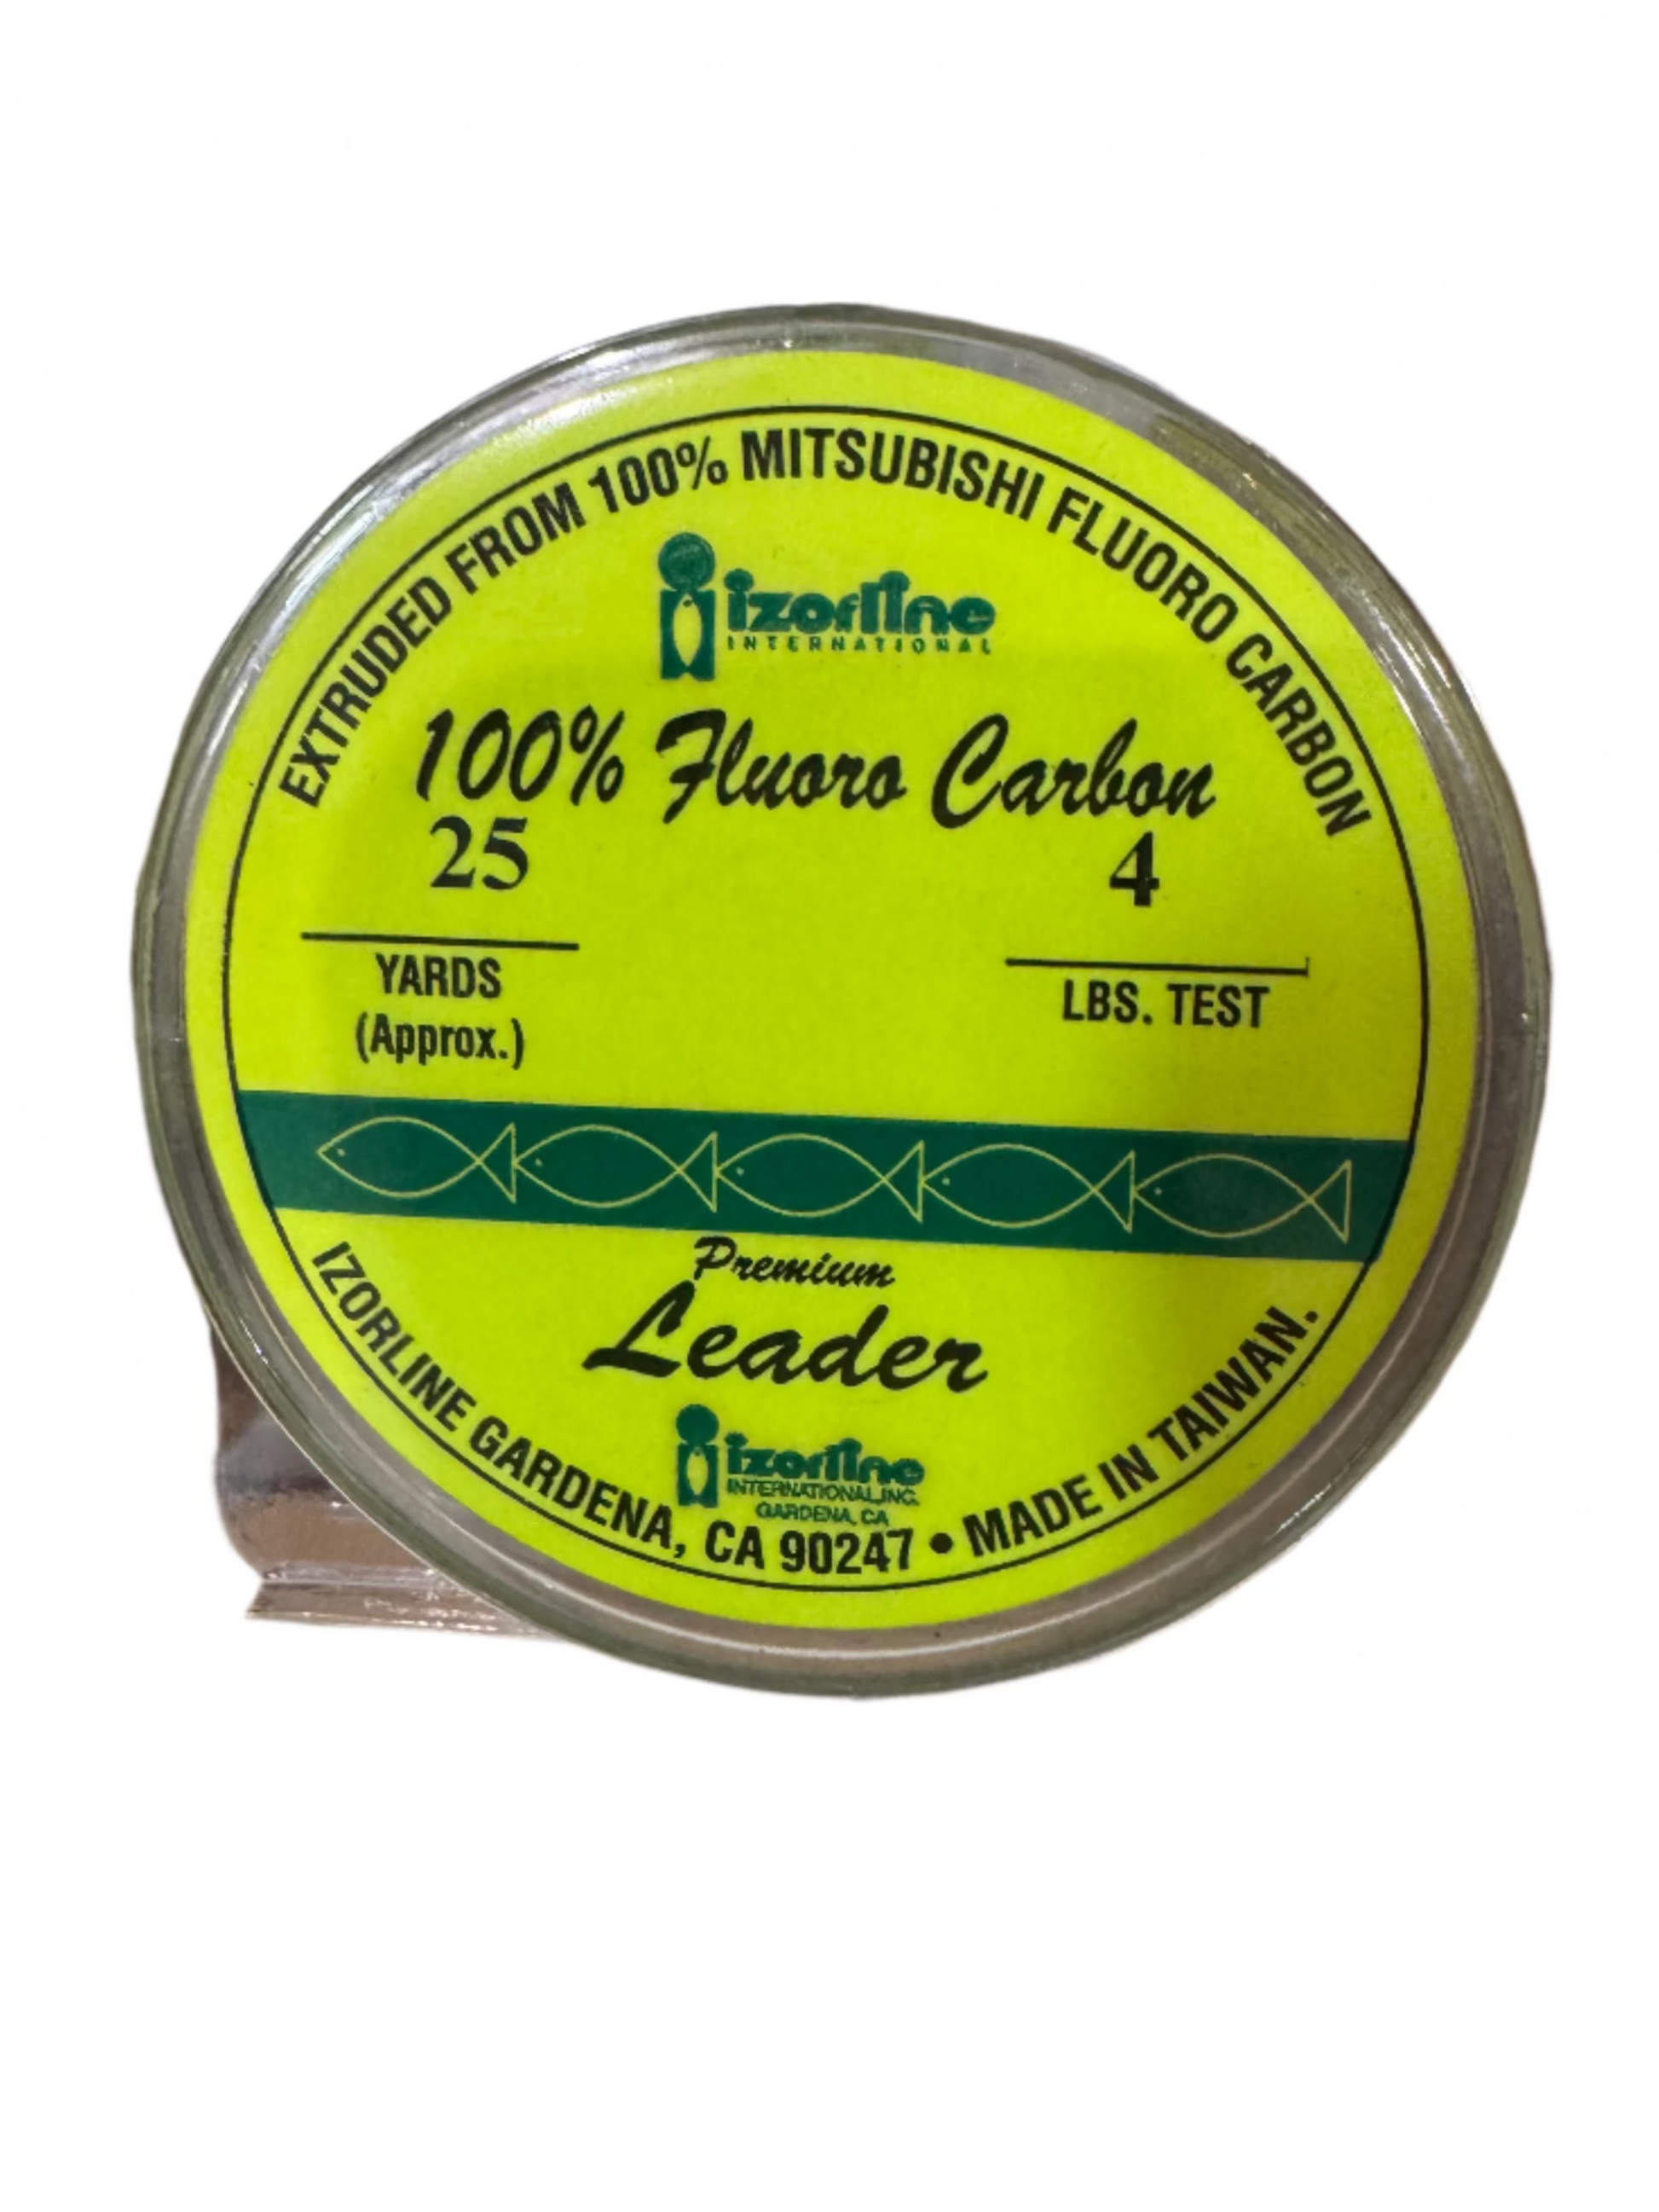 EXTRUDED FROM 100% MITSUBISHI FLUORO CARBON
izorline
INTERNATIONAL
100% Fluoro Carbon
25
4
YARDS
LBS. TEST
(Approx.)
Premium
Leader
izorline
INTERNATIONAL,INC.
GARDENA, CA
IZORLINE GARDENA, CA 90247 • MADE IN TAIWAN.